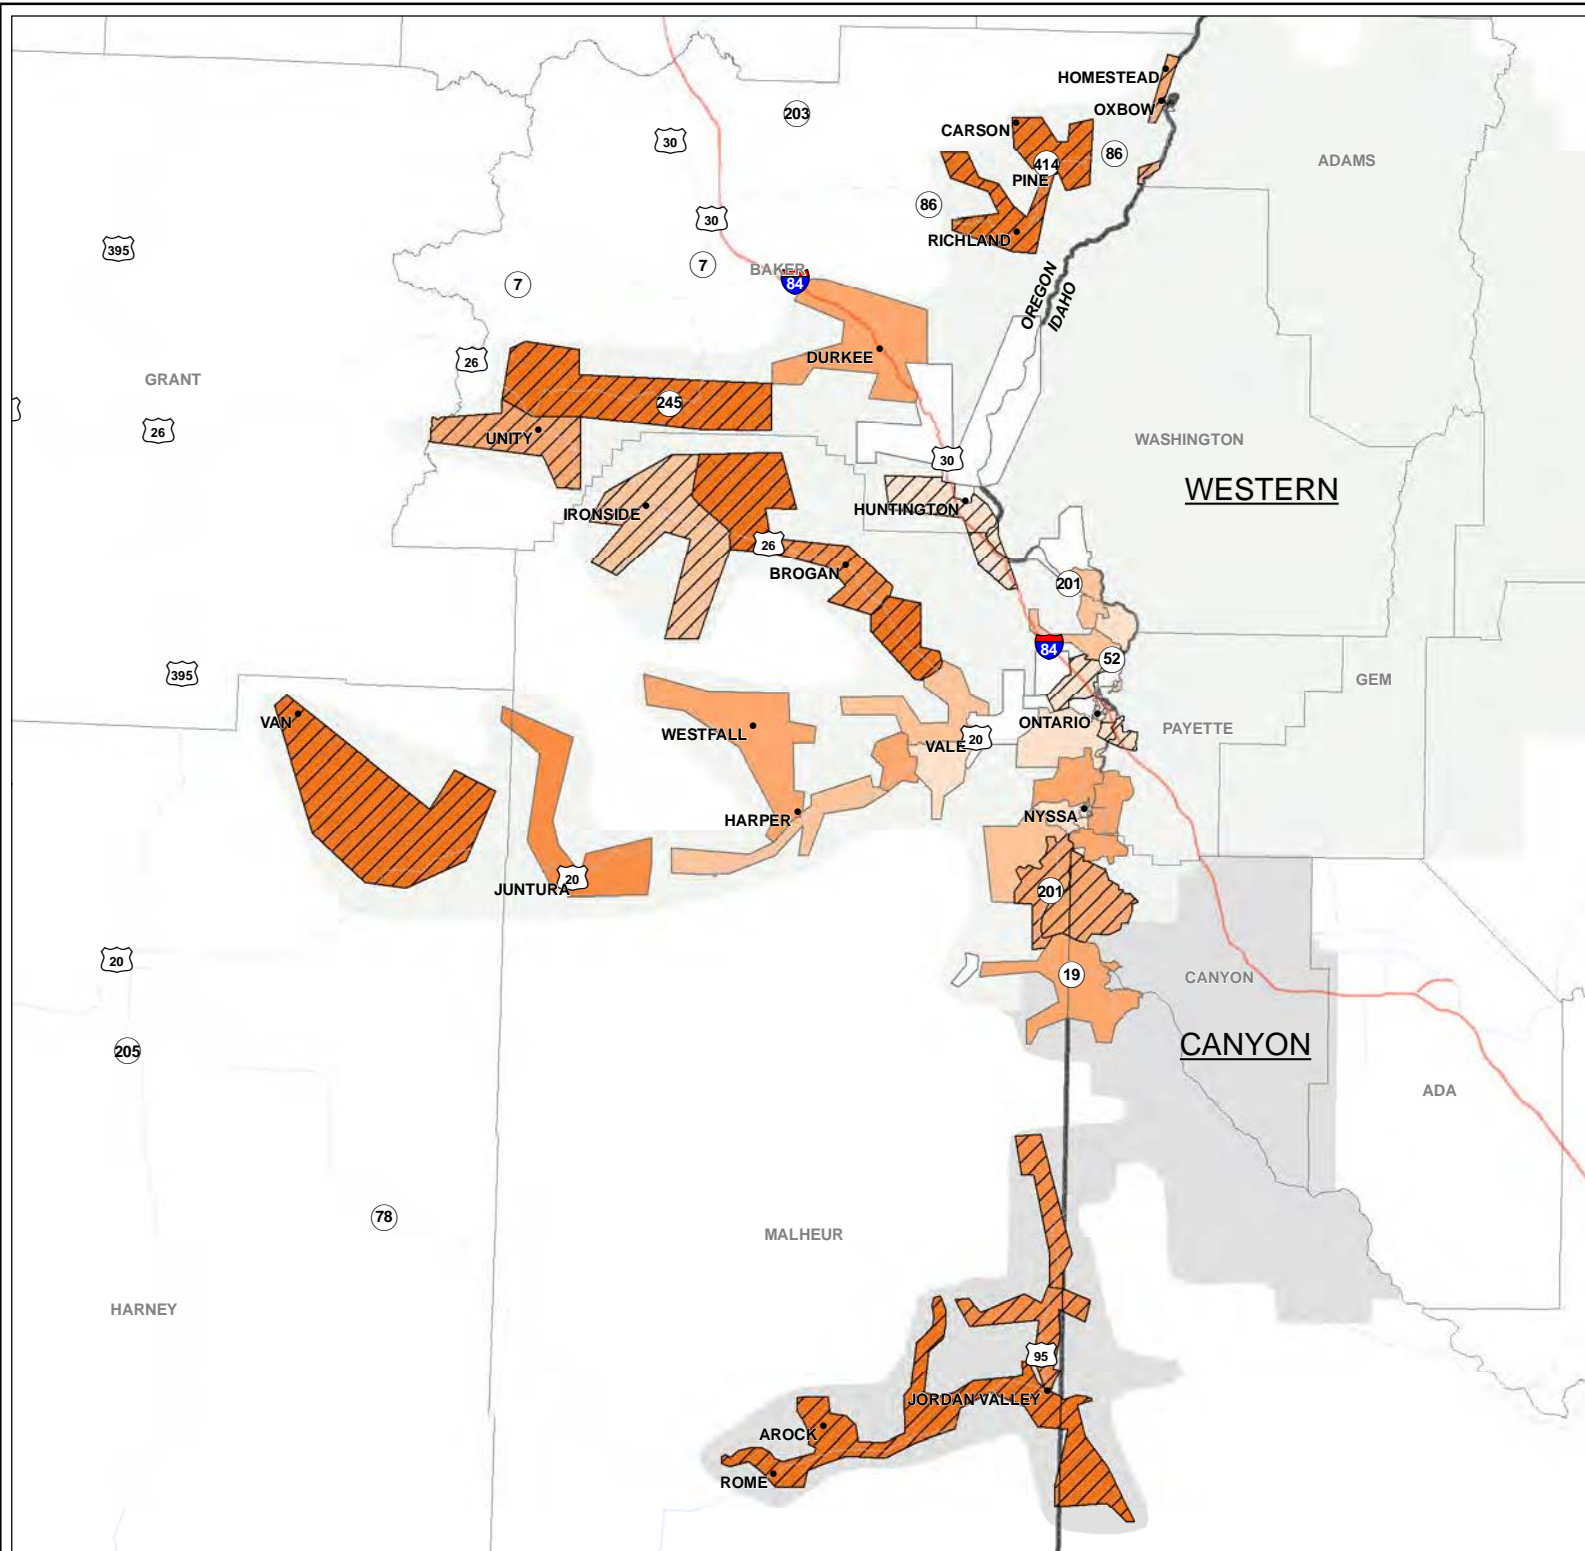 HOMESTEAD
OXBOW
203
30
CARSON
86
ADAMS
414
PINE
86
30
RICHLAND
395
7
BAKER
7
84
OREGON
IDAHO
DURKEE
26
GRANT
245
26
UNITY
WASHINGTON
30
WESTERN
HUNTINGTON
IRONSIDE
26
BROGAN
201
84
52
395
GEM
VAN
ONTARIO
PAYETTE
WESTFALL
VALE
20
HARPER
NYSSA
20
JUNTURA
201
20
19
CANYON
205
CANYON
ADA
78
MALHEUR
HARNEY
95
JORDAN VALLEY
AROCK
ROME